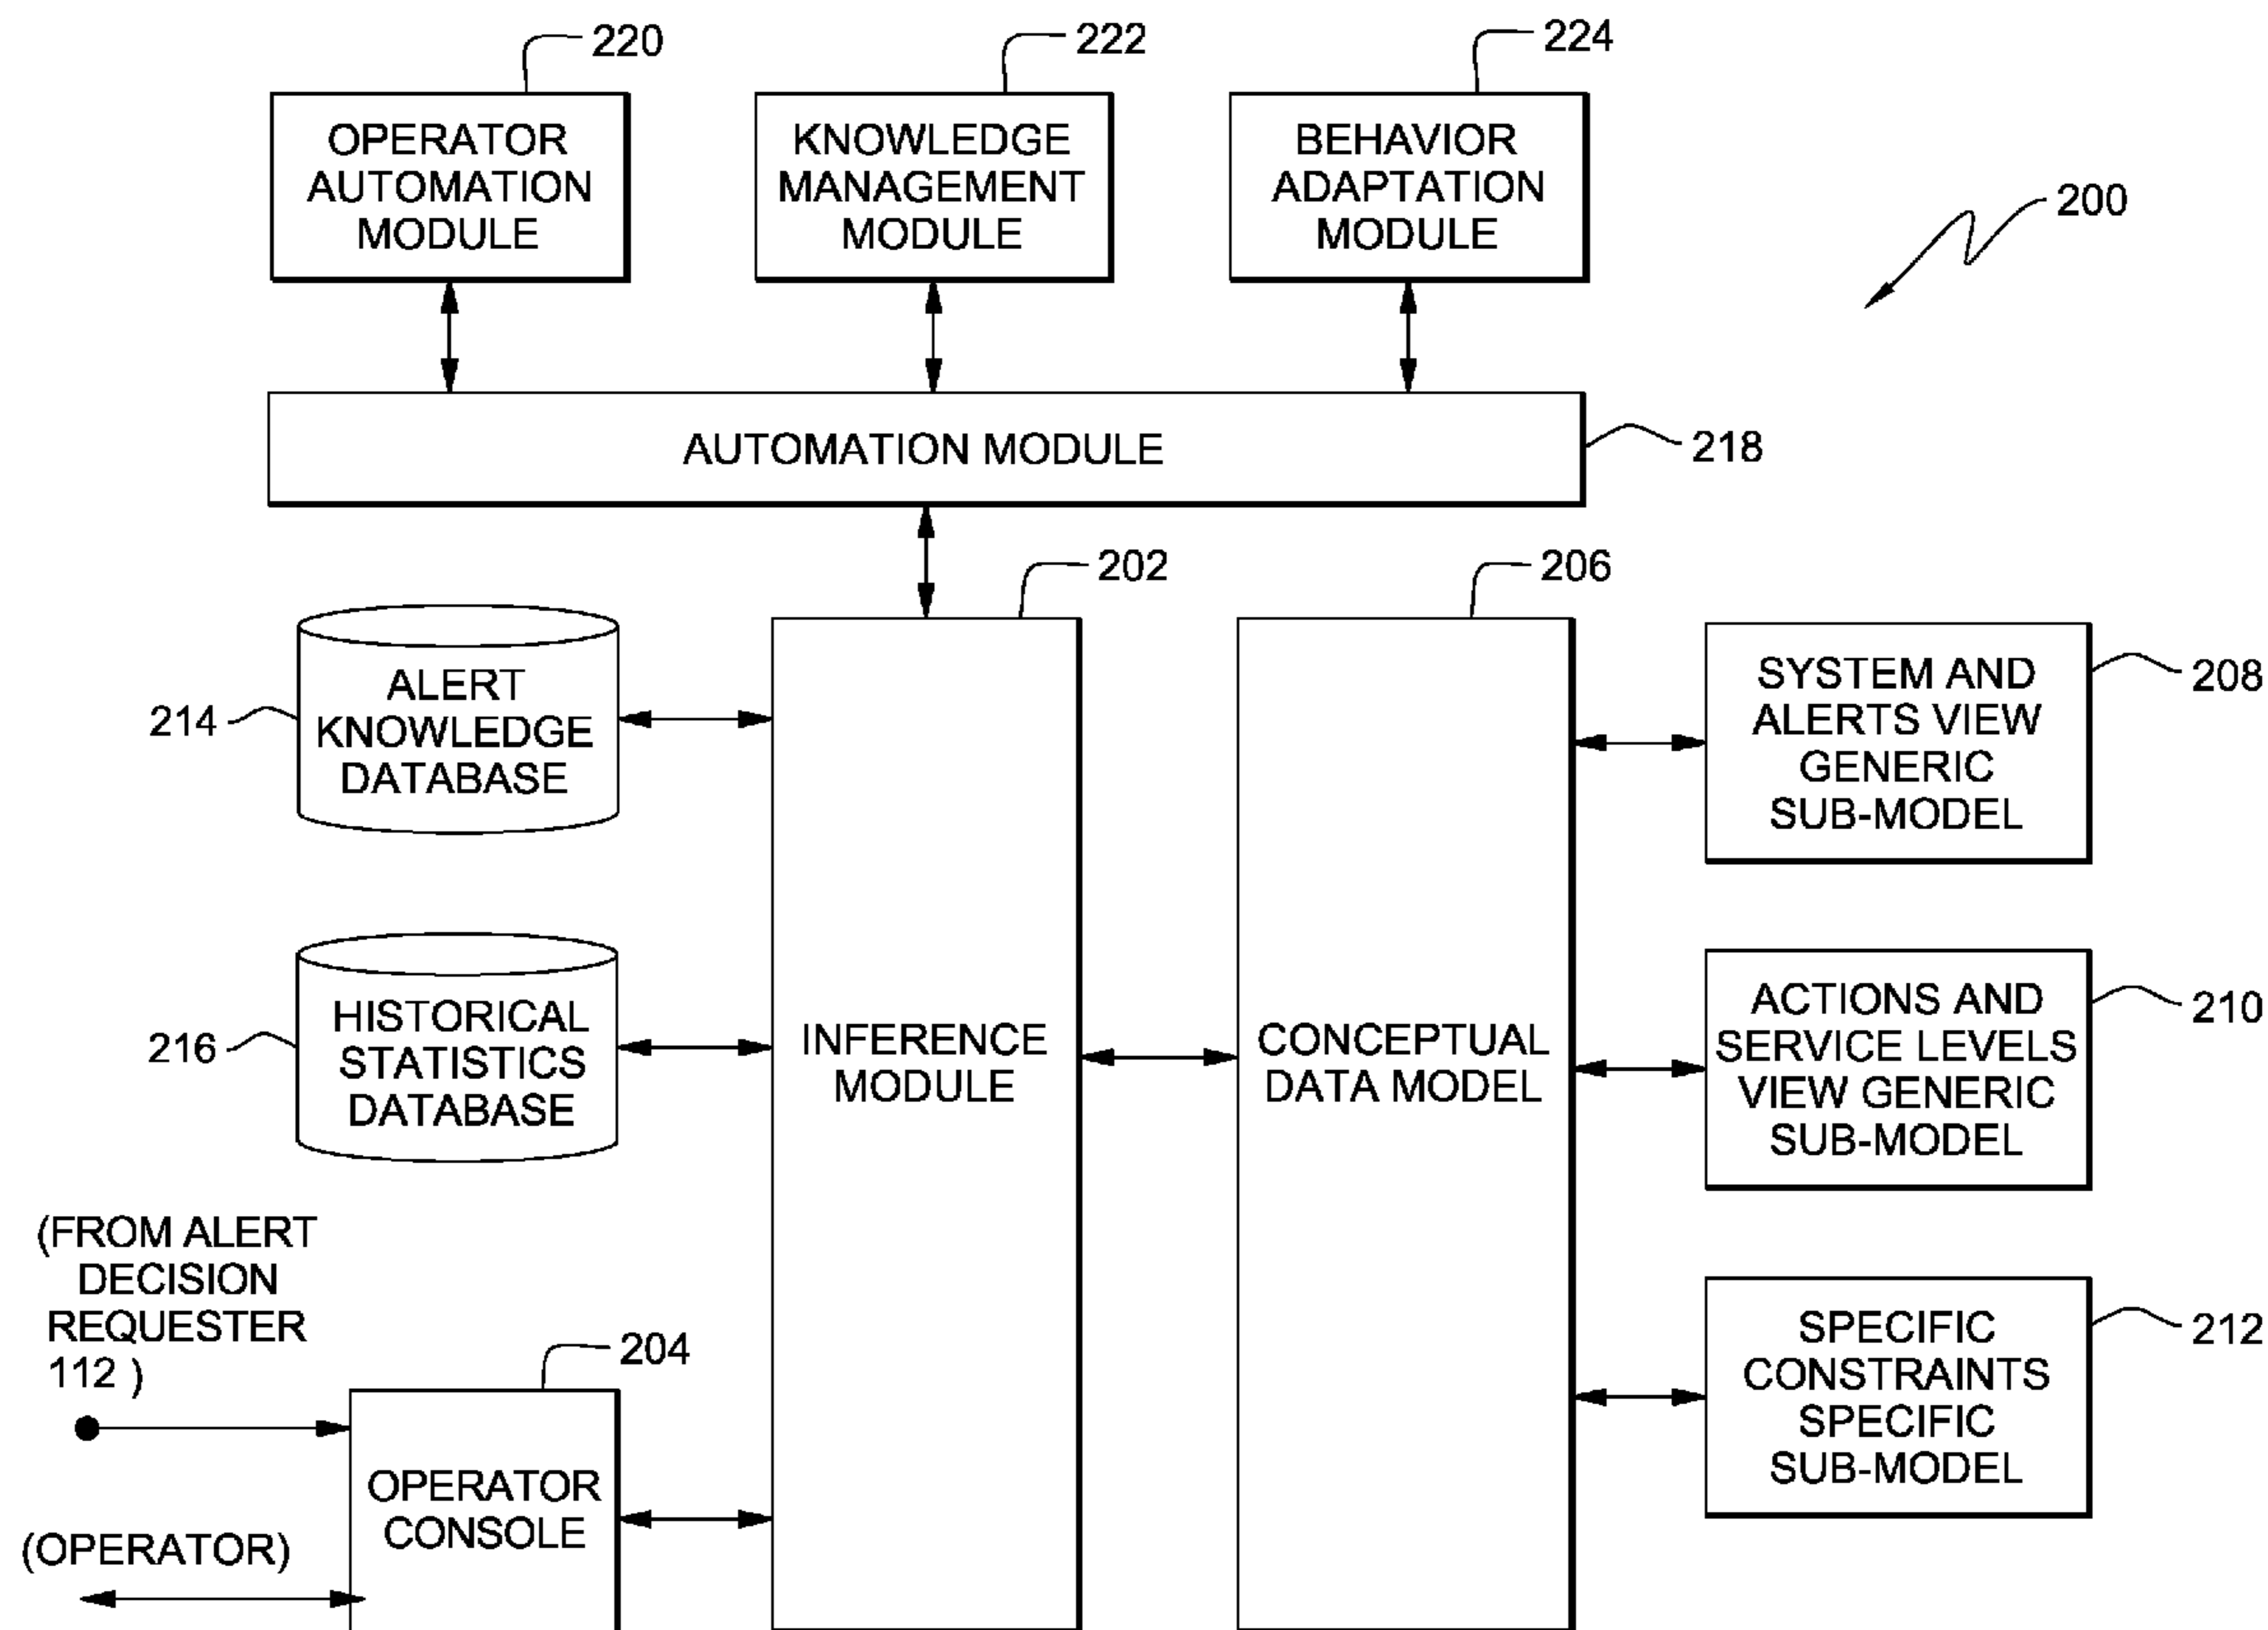 220
222
224
OPERATOR
AUTOMATION
MODULE
KNOWLEDGE
MANAGEMENT
MODULE
BEHAVIOR
ADAPTATION
MODULE
200
AUTOMATION MODULE
218
202
206
ALERT
KNOWLEDGE
DATABASE
214
SYSTEM AND
ALERTS VIEW
GENERIC
SUB-MODEL
208
HISTORICAL
STATISTICS
DATABASE
216
INFERENCE
MODULE
CONCEPTUAL
DATA MODEL
ACTIONS AND
SERVICE LEVELS
VIEW GENERIC
SUB-MODEL
210
(FROM ALERT
DECISION
REQUESTER
112 )
204
OPERATOR
CONSOLE
(OPERATOR)
SPECIFIC
CONSTRAINTS
SPECIFIC
SUB-MODEL
212